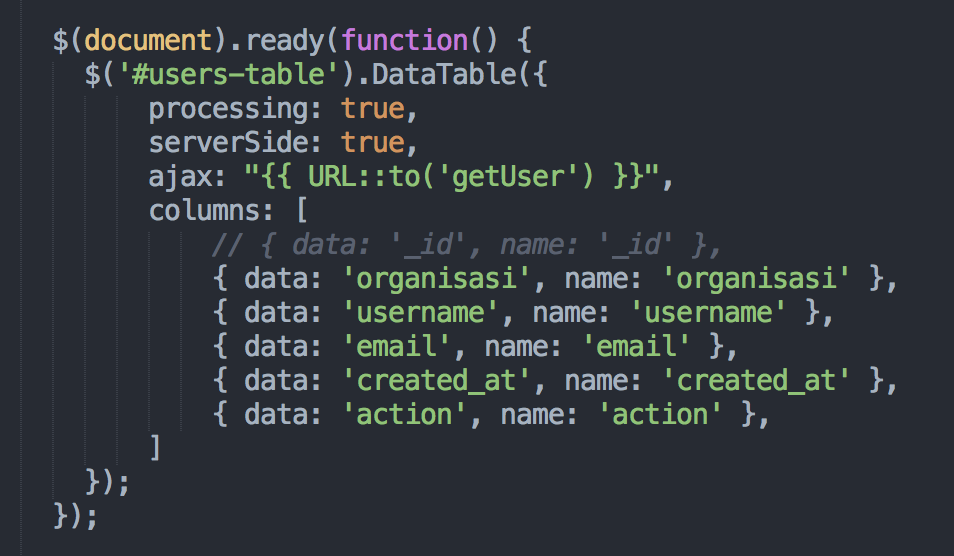 $(document).ready(function() {
  $('#users-table').DataTable({
      processing: true,
      serverSide: true,
      ajax: "{{ URL::to('getUser') }}",
      columns: [
          // { data: '_id', name: '_id' },
          { data: 'organisasi', name: 'organisasi' },
          { data: 'username', name: 'username' },
          { data: 'email', name: 'email' },
          { data: 'created_at', name: 'created_at' },
          { data: 'action', name: 'action' },
      ]
  });
});